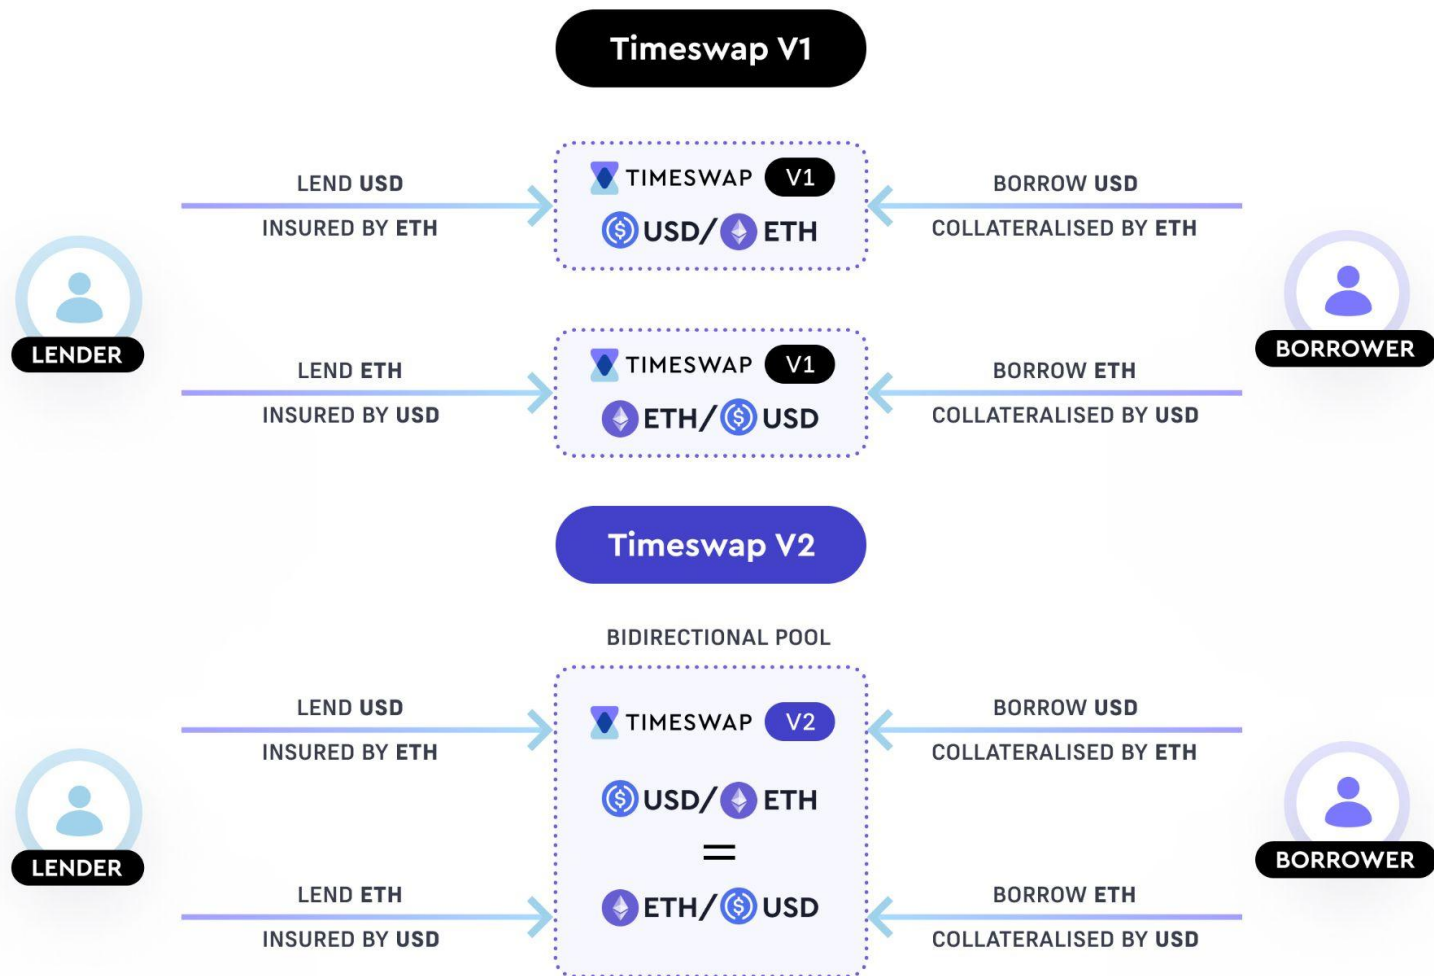 Timeswap V1
LEND USD
INSURED BY ETH
TIMESWAP V1
USD/ETH
BORROW USD
COLLATERALISED BY ETH
LENDER
BORROWER
LEND ETH
INSURED BY USD
TIMESWAP V1
ETH/USD
BORROW ETH
COLLATERALISED BY USD
Timeswap V2
BIDIRECTIONAL POOL
LEND USD
INSURED BY ETH
TIMESWAP V2
USD/ETH
=
ETH/USD
BORROW USD
COLLATERALISED BY ETH
LENDER
BORROWER
LEND ETH
INSURED BY USD
BORROW ETH
COLLATERALISED BY USD